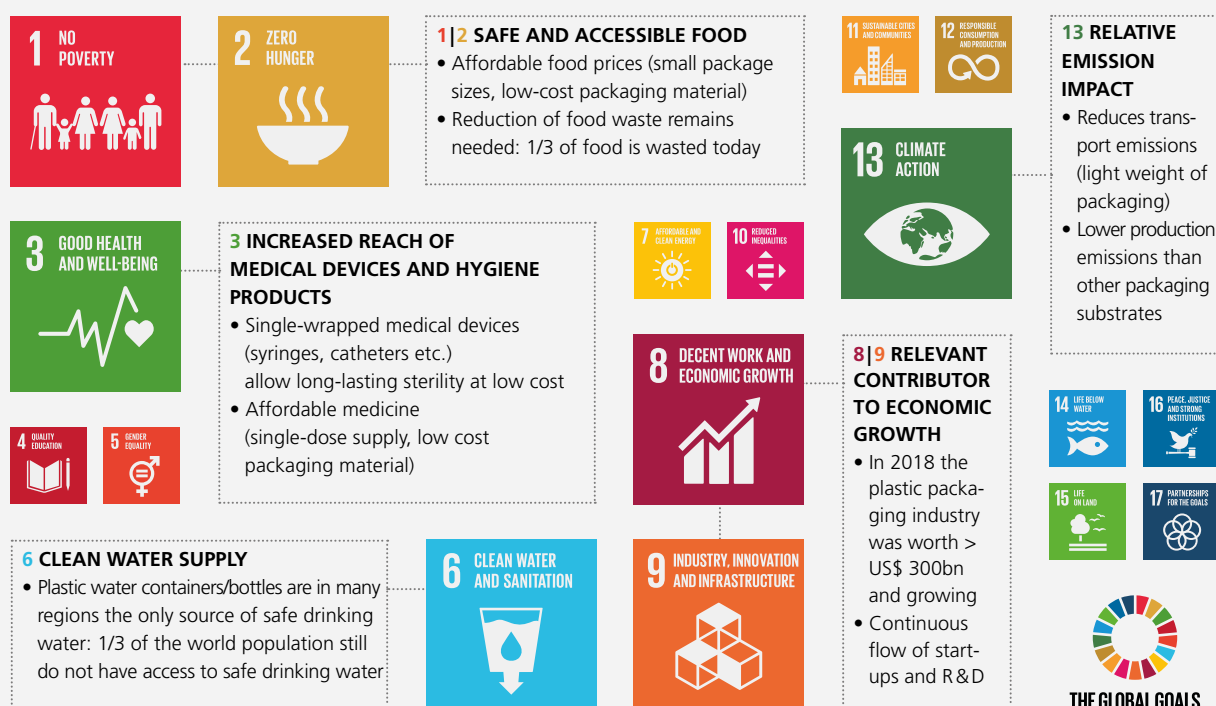 1 NO
POVERTY
2 ZERO
HUNGER
1|2 SAFE AND ACCESSIBLE FOOD
• Affordable food prices (small package
sizes, low-cost packaging material)
• Reduction of food waste remains
needed: 1/3 of food is wasted today
11 SUSTAINABLE CITIES
AND COMMUNITIES
12 RESPONSIBLE
CONSUMPTION
AND PRODUCTION
13 CLIMATE
ACTION
13 RELATIVE
EMISSION
IMPACT
• Reduces trans-
port emissions
(light weight of
packaging)
• Lower production
emissions than
other packaging
substrates
3 GOOD HEALTH
AND WELL-BEING
3 INCREASED REACH OF
MEDICAL DEVICES AND HYGIENE
PRODUCTS
• Single-wrapped medical devices
(syringes, catheters etc.)
allow long-lasting sterility at low cost
• Affordable medicine
(single-dose supply, low cost
packaging material)
4 QUALITY
EDUCATION
5 GENDER
EQUALITY
7 AFFORDABLE AND
CLEAN ENERGY
10 REDUCED
INEQUALITIES
8 DECENT WORK AND
ECONOMIC GROWTH
8|9 RELEVANT
CONTRIBUTOR
TO ECONOMIC
GROWTH
• In 2018 the
plastic packa-
ging industry
was worth >
US$ 300bn
and growing
• Continuous
flow of start-
ups and R&D
14 LIFE BELOW
WATER
16 PEACE, JUSTICE
AND STRONG
INSTITUTIONS
15 LIFE
ON LAND
17 PARTNERSHIPS
FOR THE GOALS
6 CLEAN WATER SUPPLY
• Plastic water containers/bottles are in many
regions the only source of safe drinking
water: 1/3 of the world population still
do not have access to safe drinking water
6 CLEAN WATER
AND SANITATION
9 INDUSTRY, INNOVATION
AND INFRASTRUCTURE
THE GLOBAL GOALS